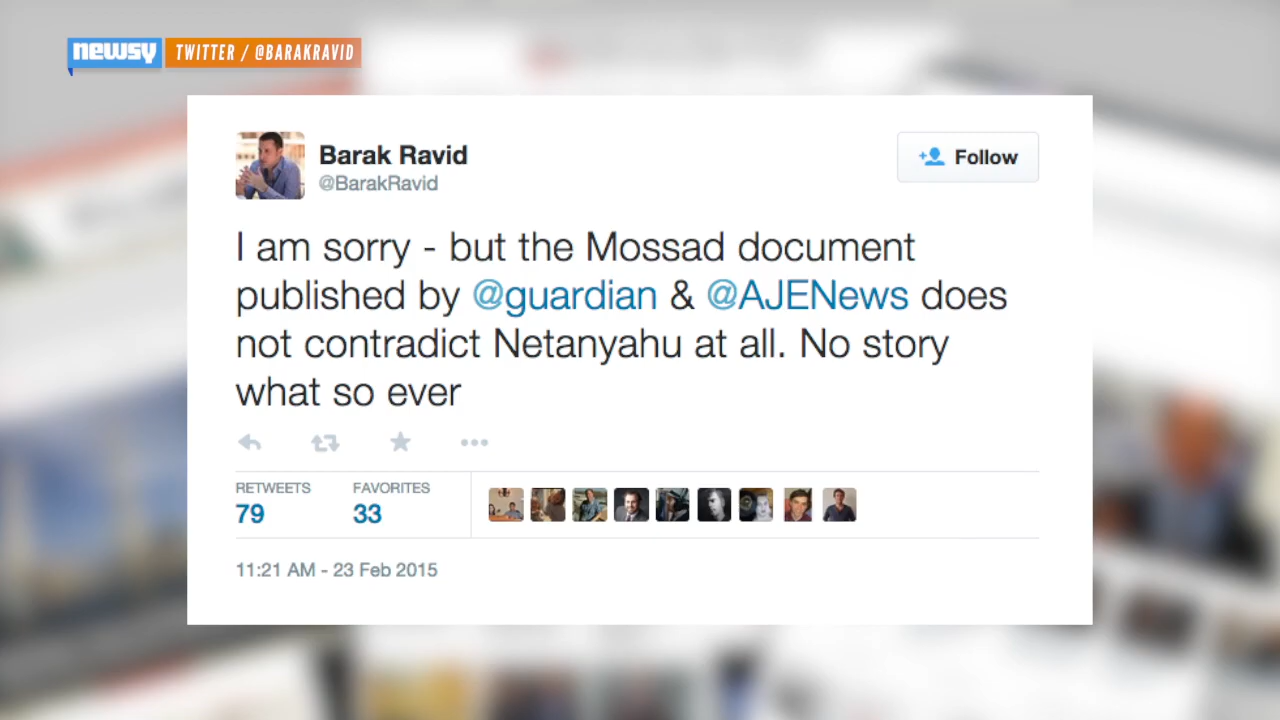 newsy TWITTER / @BARAKRAVID
Barak Ravid
@BarakRavid
Follow
I am sorry - but the Mossad document
published by @guardian & @AJENews does
not contradict Netanyahu at all. No story
what so ever
RETWEETS FAVORITES
79 33
11:21 AM - 23 Feb 2015